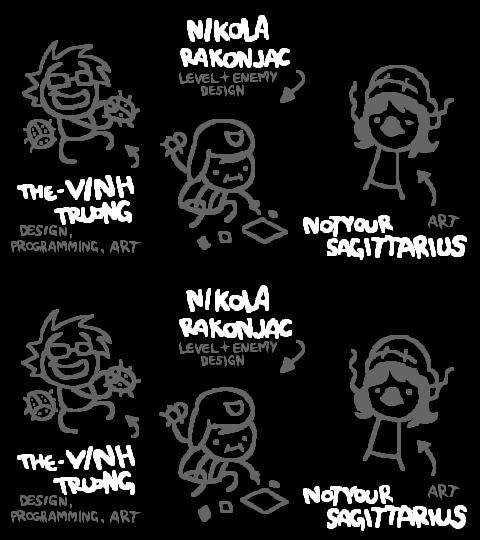 NIKOLA
RAKONJAC
LEVEL + ENEMY
DESIGN
THE-VINH
TRUONG
DESIGN,
PROGRAMMING, ART
ART
NOTYOUR
SAGITTARIUS
NIKOLA
RAKONJAC
LEVEL + ENEMY
DESIGN
THE-VINH
TRUONG
DESIGN,
PROGRAMMING, ART
ART
NOTYOUR
SAGITTARIUS